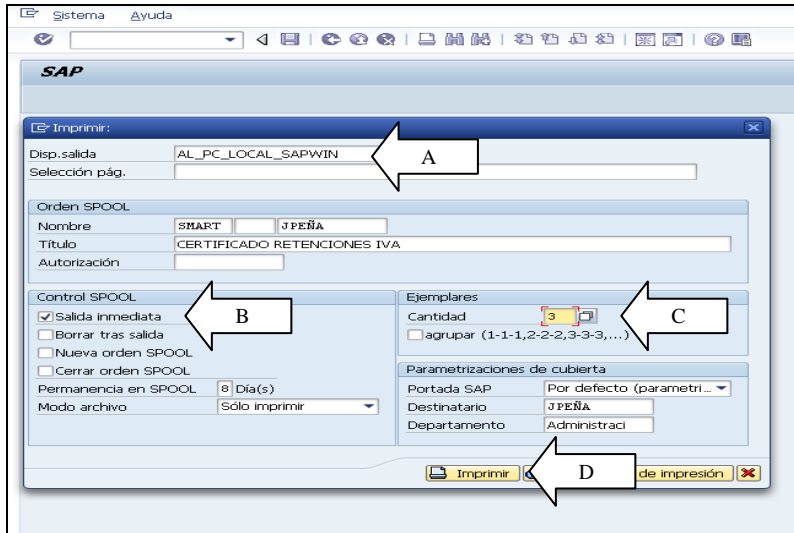 Sistema Ayuda
SAP
Imprimir:
Disp.salida AL_PC_LOCAL_SAPWIN A
Selección pág.
Orden SPOOL
Nombre SMART JPEÑA
Título CERTIFICADO RETENCIONES IVA
Autorización
Control SPOOL
Salida inmediata B
Borrar tras salida
Nueva orden SPOOL
Cerrar orden SPOOL
Permanencia en SPOOL 8 Día(s)
Modo archivo Sólo imprimir
Ejemplares
Cantidad 3 C
agrupar (1-1-1,2-2-2,3-3-3,...)
Parametrizaciones de cubierta
Portada SAP Por defecto (parametri...
Destinatario JPEÑA
Departamento Administraci
Imprimir D de impresión